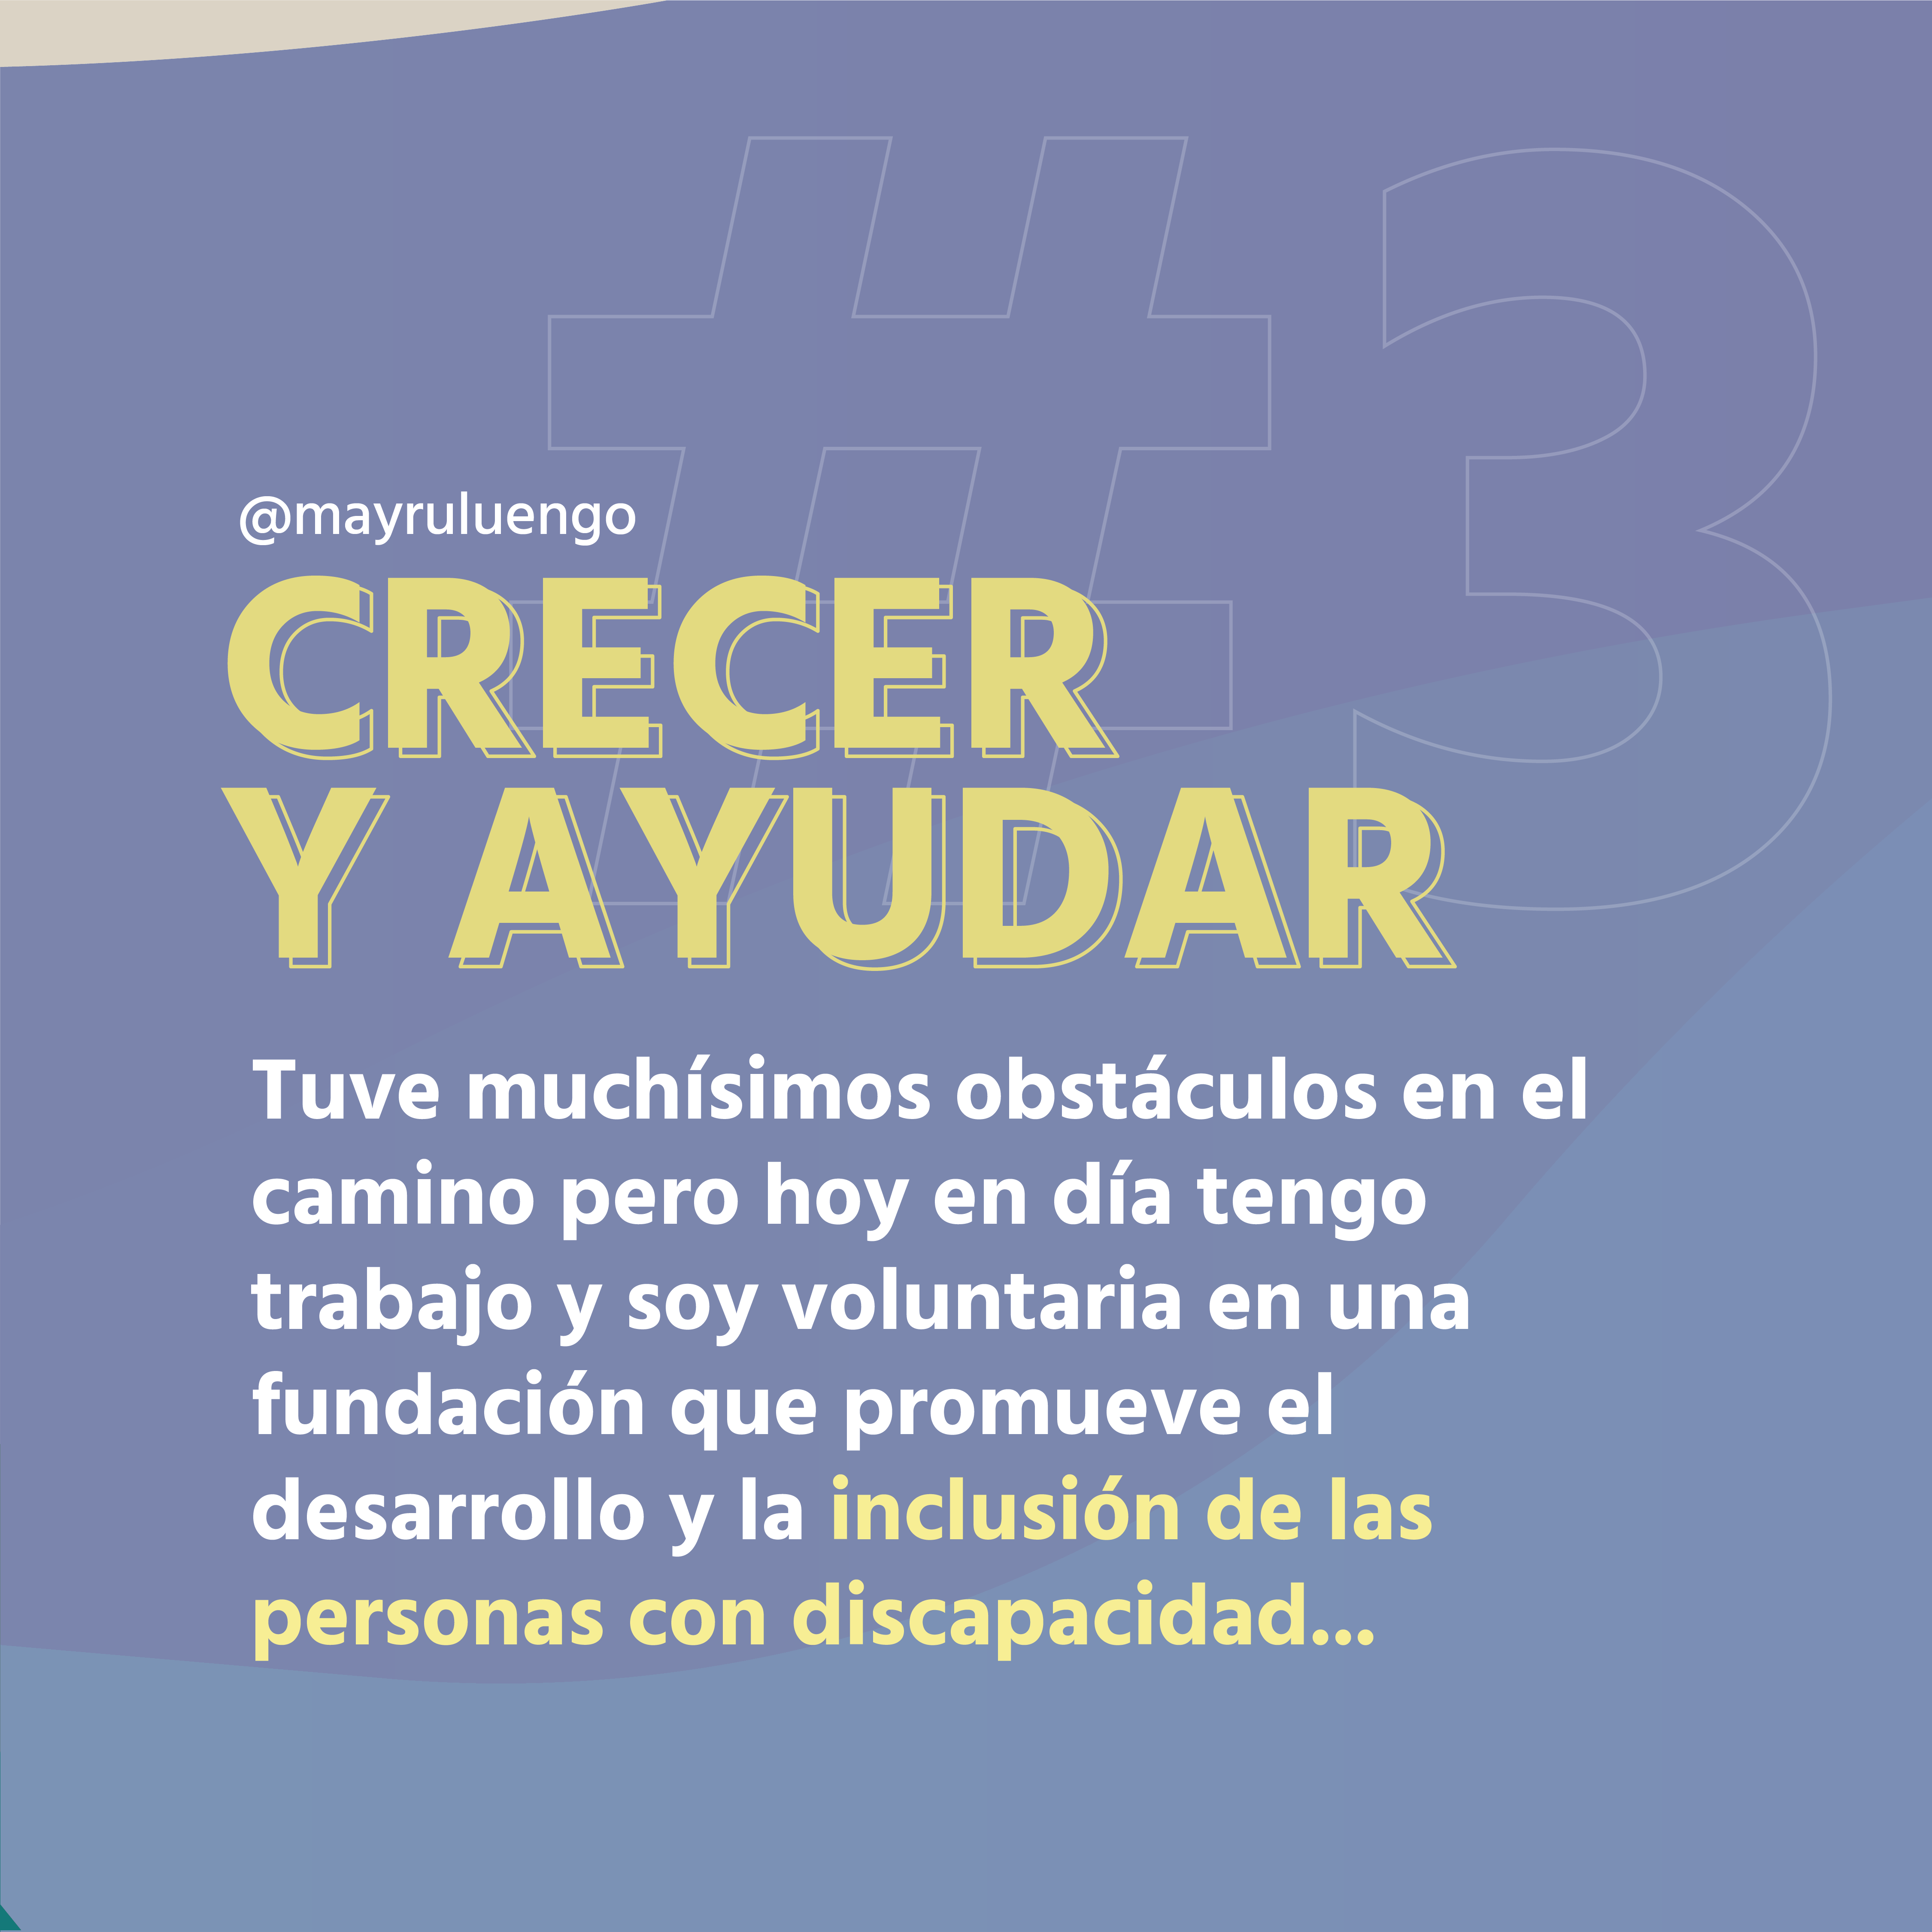 #3
@mayruluengo
CRECER
Y AYUDAR
Tuve muchísimos obstáculos en el
camino pero hoy en día tengo
trabajo y soy voluntaria en una
fundación que promueve el
desarrollo y la inclusión de las
personas con discapacidad...